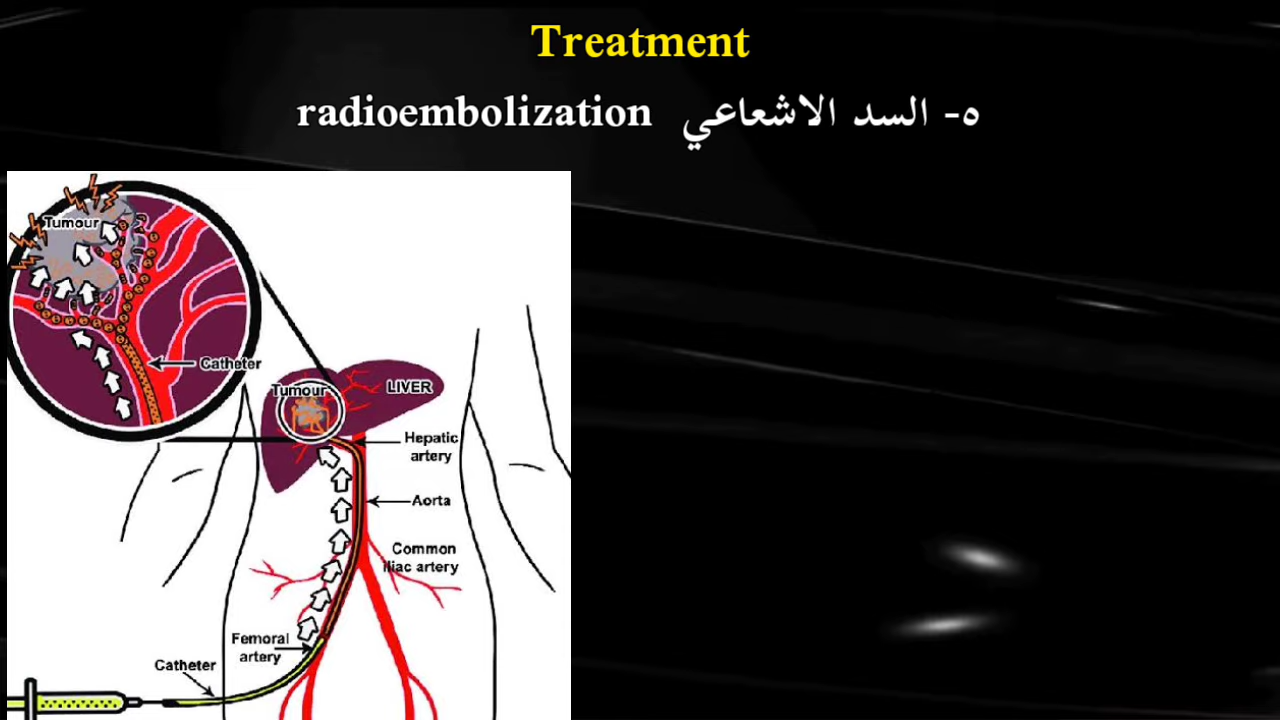 Treatment
٥- السد الاشعاعي radioembolization
Tumour
Catheter
Tumour
LIVER
Hepatic
artery
Aorta
Common
iliac artery
Femoral
artery
Catheter